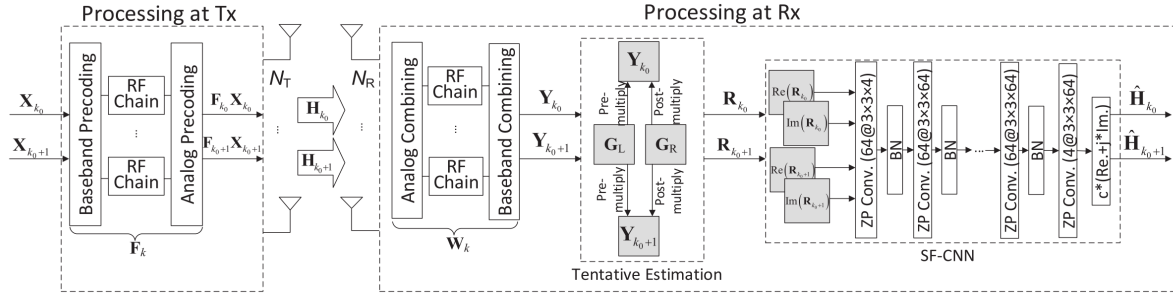 Processing at Tx
Processing at Rx
X_{k_0}
X_{k_0+1}
Baseband Precoding
RF Chain
...
RF Chain
Analog Precoding
F_k
F_{k_0}X_{k_0}
F_{k_0+1}X_{k_0+1}
N_T
...
H_{k_0}
H_{k_0+1}
N_R
...
Analog Combining
RF Chain
...
RF Chain
Baseband Combining
W_k
Y_{k_0}
Y_{k_0+1}
Y_{k_0}
Pre-multiply
Post-multiply
G_L
G_R
Pre-multiply
Post-multiply
Y_{k_0+1}
Tentative Estimation
R_{k_0}
R_{k_0+1}
Re(R_{k_0})
Im(R_{k_0})
Re(R_{k_0+1})
Im(R_{k_0+1})
ZP Conv. (64@3×3×4)
BN
ZP Conv. (64@3×3×64)
BN
...
ZP Conv. (64@3×3×64)
BN
ZP Conv. (4@3×3×64)
c*(Re.+j*Im.)
SF-CNN
Ĥ_{k_0}
Ĥ_{k_0+1}